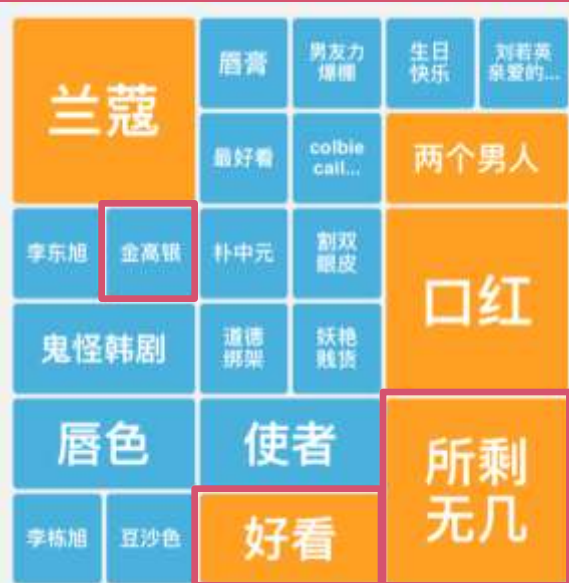 兰蔻
唇膏
男友力
爆棚
生日
快乐
刘若英
亲爱的...
最好看
colbie
cail...
两个男人
李东旭
金高银
朴中元
割双
眼皮
口红
鬼怪韩剧
道德
绑架
妖艳
贱货
唇色
使者
所剩
无几
李栋旭
豆沙色
好看